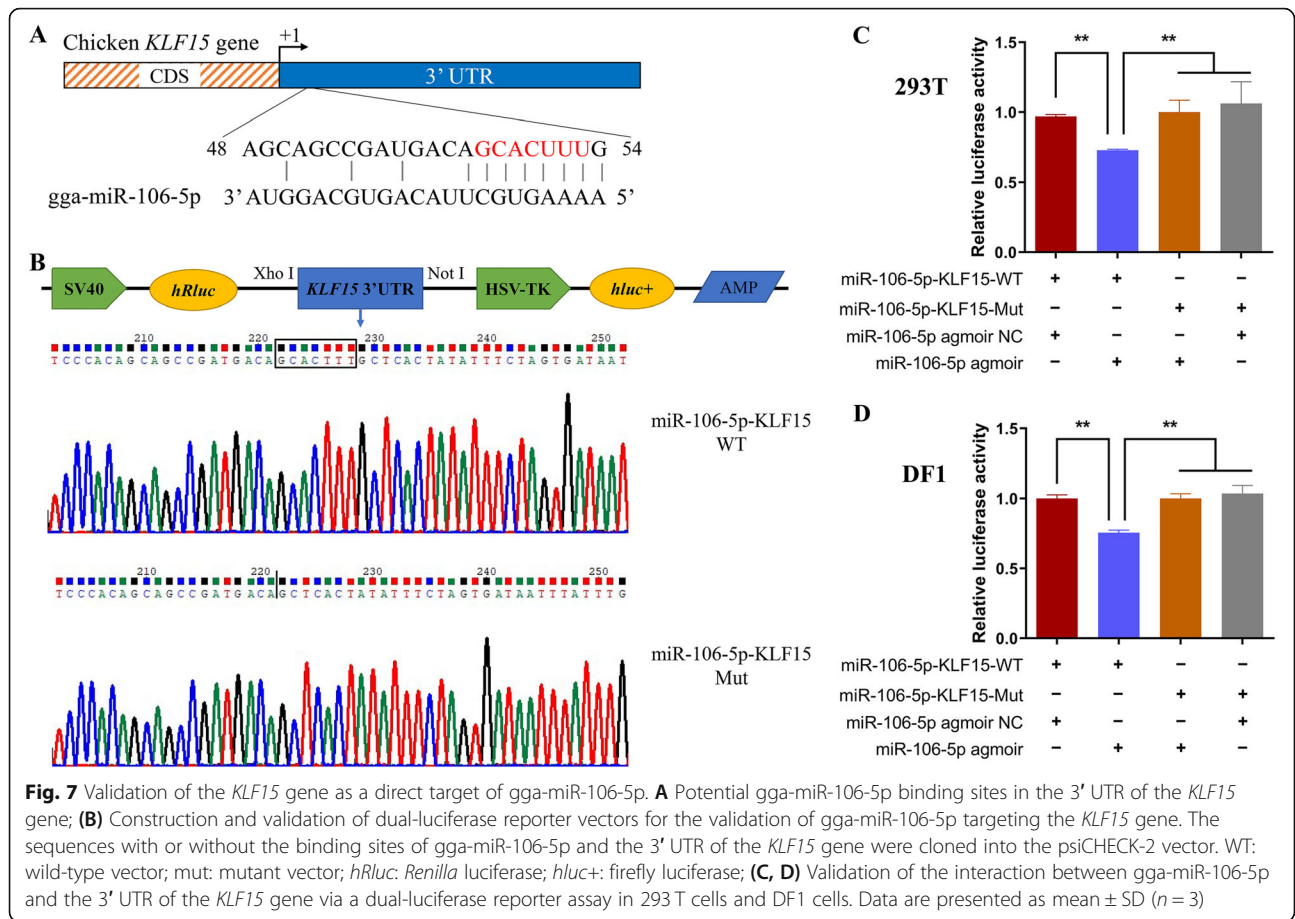 A
Chicken KLF15 gene
+1
CDS
3' UTR
48 AGCAGCCGAUGACAGCACUUUG 54
gga-miR-106-5p 3' AUGGACGUGACAUUCGUGAAAA 5'
B
SV40 hRluc Xho I KLF15 3'UTR Not I HSV-TK hluc+ AMP
210 220 230 240 250
TCCCACAGCAGCCGATGACAGCACTTTGCTCACTATATTTCTAGTGATAAT
miR-106-5p-KLF15
WT
210 220 230 240 250
TCCCACAGCAGCCGATGACAGCTCACTATATTTCTAGTGATAATTTATTTG
miR-106-5p-KLF15
Mut
C
293T
Relative luciferase activity
1.5
1.0
0.5
0.0
** **
miR-106-5p-KLF15-WT + + − −
miR-106-5p-KLF15-Mut − − + +
miR-106-5p agmoir NC + − − +
miR-106-5p agmoir − + + −
D
DF1
Relative luciferase activity
1.5
1.0
0.5
0.0
** **
miR-106-5p-KLF15-WT + + − −
miR-106-5p-KLF15-Mut − − + +
miR-106-5p agmoir NC + − − +
miR-106-5p agmoir − + + −
Fig. 7 Validation of the KLF15 gene as a direct target of gga-miR-106-5p. A Potential gga-miR-106-5p binding sites in the 3′ UTR of the KLF15
gene; (B) Construction and validation of dual-luciferase reporter vectors for the validation of gga-miR-106-5p targeting the KLF15 gene. The
sequences with or without the binding sites of gga-miR-106-5p and the 3′ UTR of the KLF15 gene were cloned into the psiCHECK-2 vector. WT:
wild-type vector; mut: mutant vector; hRluc: Renilla luciferase; hluc+: firefly luciferase; (C, D) Validation of the interaction between gga-miR-106-5p
and the 3′ UTR of the KLF15 gene via a dual-luciferase reporter assay in 293 T cells and DF1 cells. Data are presented as mean ± SD (n = 3)